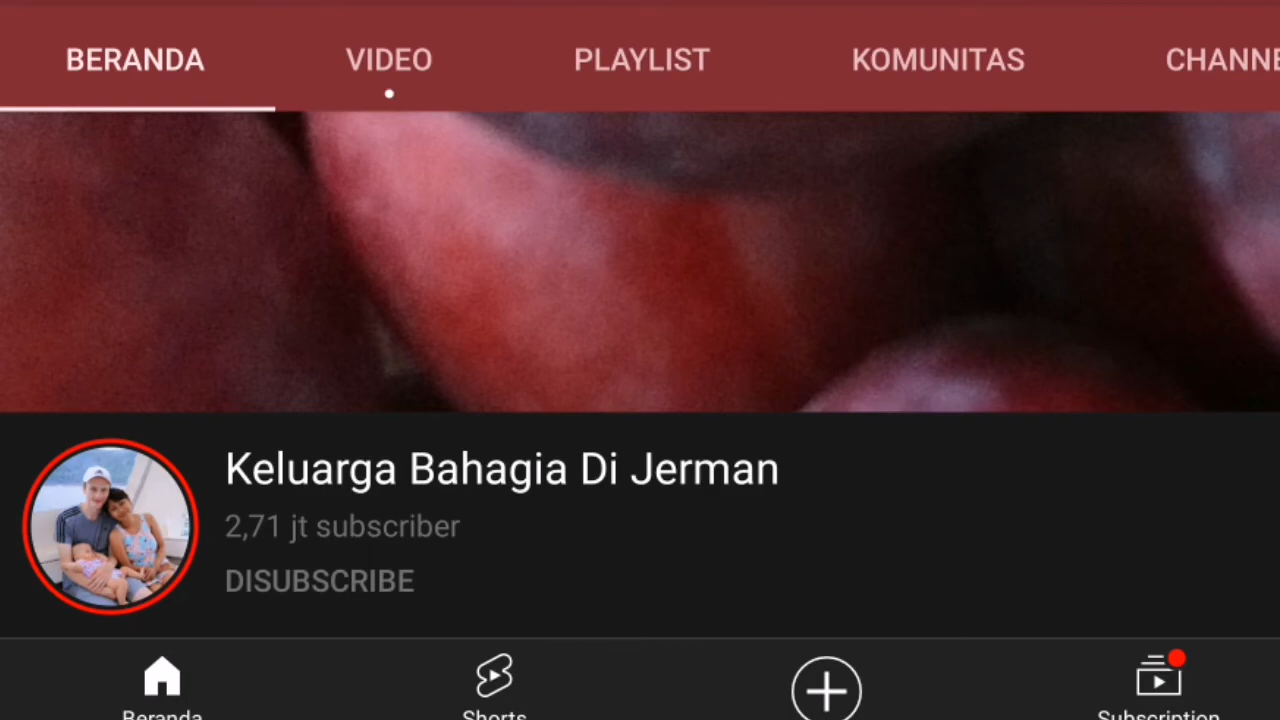 BERANDA VIDEO PLAYLIST KOMUNITAS CHANNE
Keluarga Bahagia Di Jerman
2,71 jt subscriber
DISUBSCRIBE
Beranda Shorts Subscription